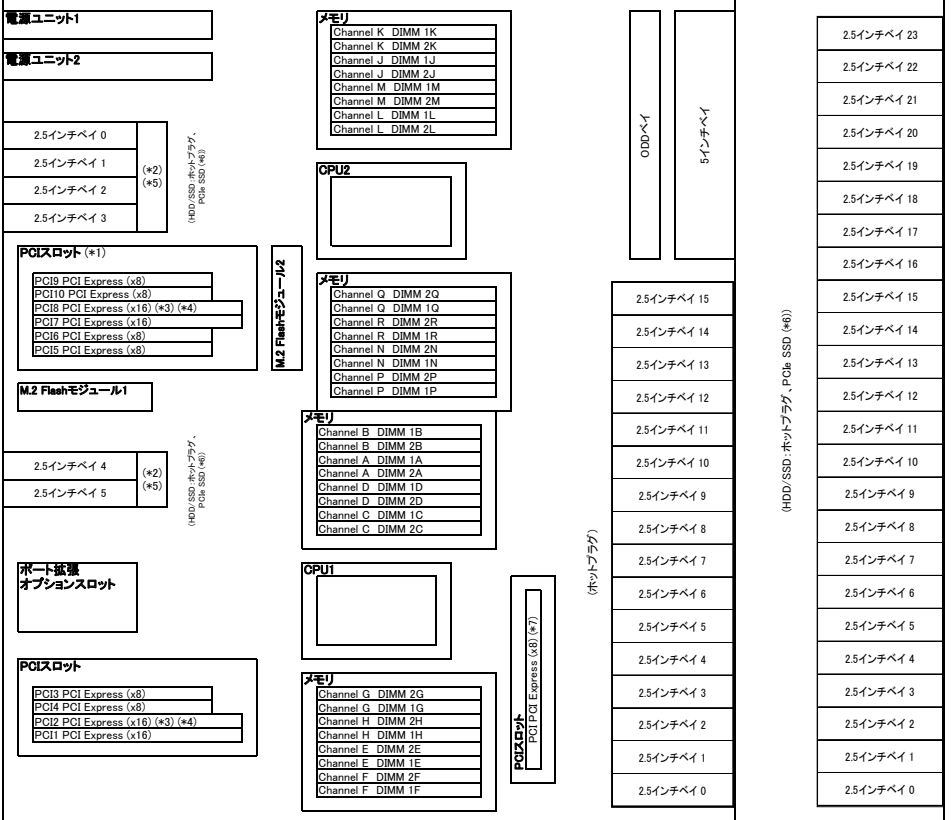 電源ユニット1
電源ユニット2
2.5インチベイ 0
2.5インチベイ 1
2.5インチベイ 2
2.5インチベイ 3
(*2)
(*5)
(HDD/SSD:ホットプラグ、
PCIe SSD (*6))
PCIスロット (*1)
PCI9 PCI Express (x8)
PCI10 PCI Express (x8)
PCI8 PCI Express (x16) (*3) (*4)
PCI7 PCI Express (x16)
PCI6 PCI Express (x8)
PCI5 PCI Express (x8)
M.2 Flashモジュール2
M.2 Flashモジュール1
2.5インチベイ 4
2.5インチベイ 5
(*2)
(*5)
(HDD/SSD:ホットプラグ、
PCIe SSD (*6))
ポート拡張
オプションスロット
PCIスロット
PCI3 PCI Express (x8)
PCI4 PCI Express (x8)
PCI2 PCI Express (x16) (*3) (*4)
PCI1 PCI Express (x16)
メモリ
Channel K DIMM 1K
Channel K DIMM 2K
Channel J DIMM 1J
Channel J DIMM 2J
Channel M DIMM 1M
Channel M DIMM 2M
Channel L DIMM 1L
Channel L DIMM 2L
CPU2
メモリ
Channel Q DIMM 2Q
Channel Q DIMM 1Q
Channel R DIMM 2R
Channel R DIMM 1R
Channel N DIMM 2N
Channel N DIMM 1N
Channel P DIMM 2P
Channel P DIMM 1P
メモリ
Channel B DIMM 1B
Channel B DIMM 2B
Channel A DIMM 1A
Channel A DIMM 2A
Channel D DIMM 1D
Channel D DIMM 2D
Channel C DIMM 1C
Channel C DIMM 2C
CPU1
メモリ
Channel G DIMM 2G
Channel G DIMM 1G
Channel H DIMM 2H
Channel H DIMM 1H
Channel E DIMM 2E
Channel E DIMM 1E
Channel F DIMM 2F
Channel F DIMM 1F
PCIスロット
PCI PCI Express (x8) (*7)
ODDベイ
5インチベイ
(ホットプラグ)
2.5インチベイ 15
2.5インチベイ 14
2.5インチベイ 13
2.5インチベイ 12
2.5インチベイ 11
2.5インチベイ 10
2.5インチベイ 9
2.5インチベイ 8
2.5インチベイ 7
2.5インチベイ 6
2.5インチベイ 5
2.5インチベイ 4
2.5インチベイ 3
2.5インチベイ 2
2.5インチベイ 1
2.5インチベイ 0
(HDD/SSD:ホットプラグ、PCIe SSD (*6))
2.5インチベイ 23
2.5インチベイ 22
2.5インチベイ 21
2.5インチベイ 20
2.5インチベイ 19
2.5インチベイ 18
2.5インチベイ 17
2.5インチベイ 16
2.5インチベイ 15
2.5インチベイ 14
2.5インチベイ 13
2.5インチベイ 12
2.5インチベイ 11
2.5インチベイ 10
2.5インチベイ 9
2.5インチベイ 8
2.5インチベイ 7
2.5インチベイ 6
2.5インチベイ 5
2.5インチベイ 4
2.5インチベイ 3
2.5インチベイ 2
2.5インチベイ 1
2.5インチベイ 0